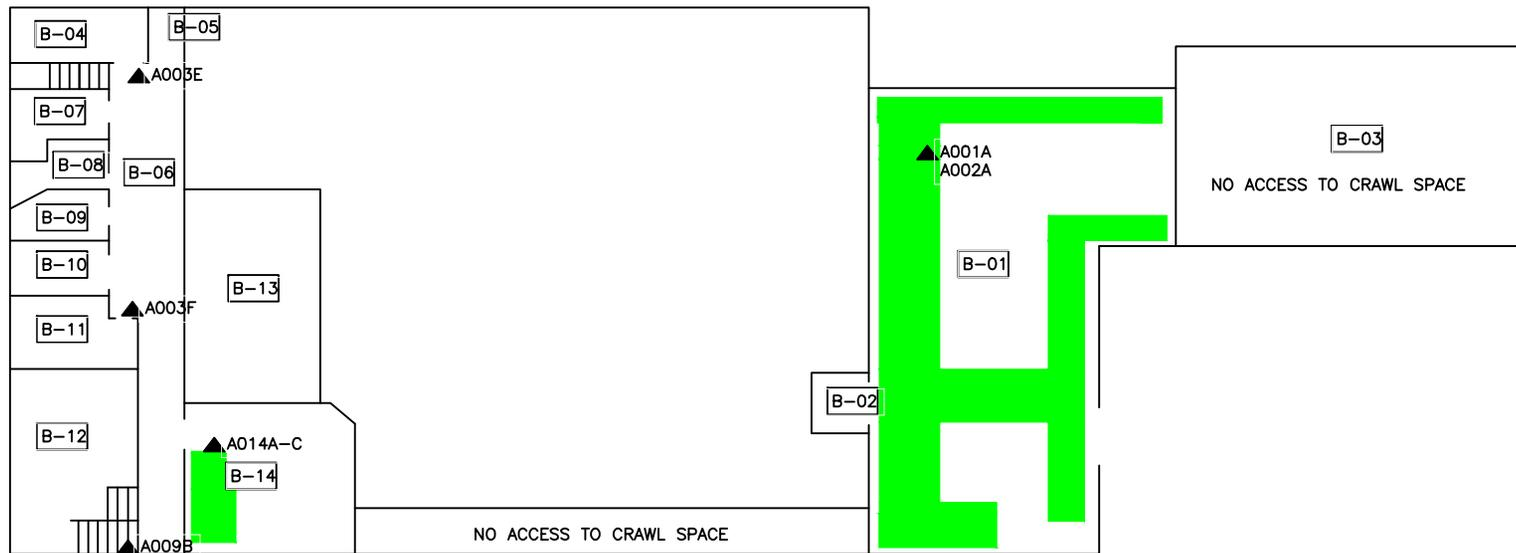 B-04
B-05
A003E
B-07
B-08
B-06
B-09
B-10
A003F
B-11
B-12
B-13
A014A-C
B-14
A009B
NO ACCESS TO CRAWL SPACE
B-02
A001A
A002A
B-01
B-03
NO ACCESS TO CRAWL SPACE